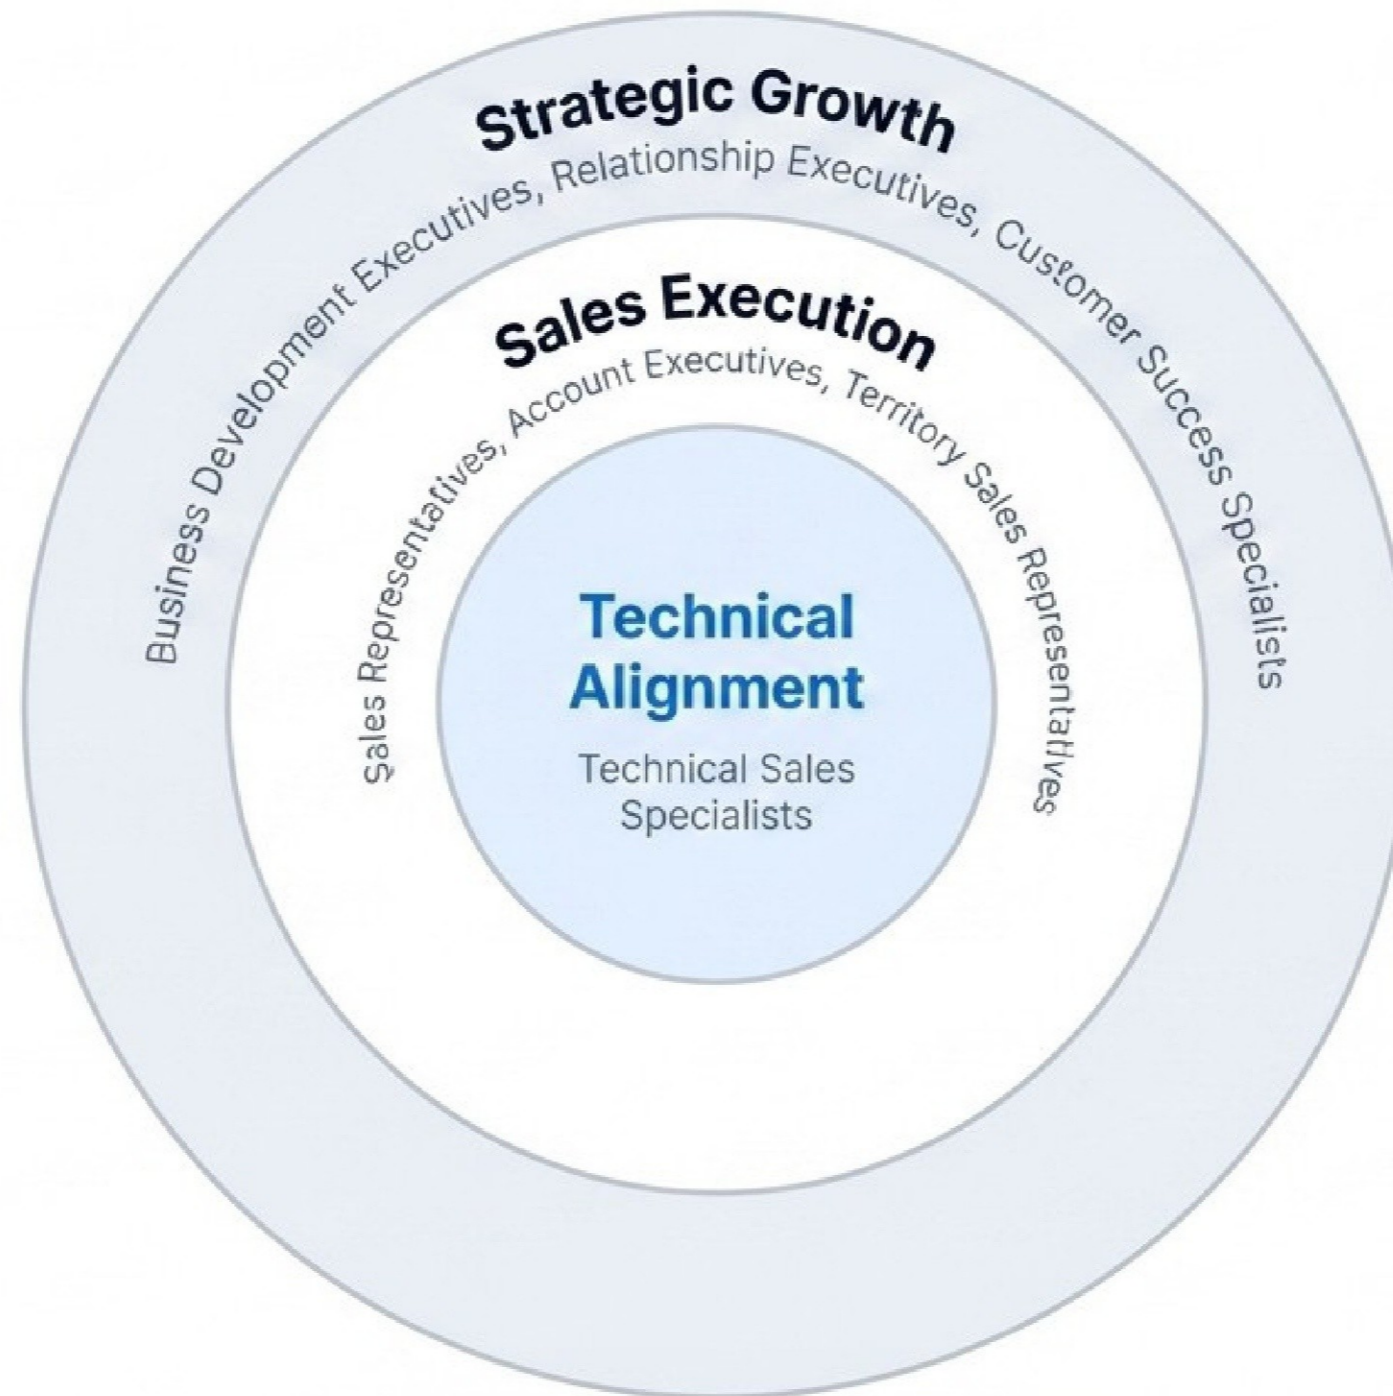 Strategic Growth
Business Development Executives, Relationship Executives, Customer Success Specialists
Sales Execution
Sales Representatives, Account Executives, Territory Sales Representatives
Technical
Alignment
Technical Sales
Specialists